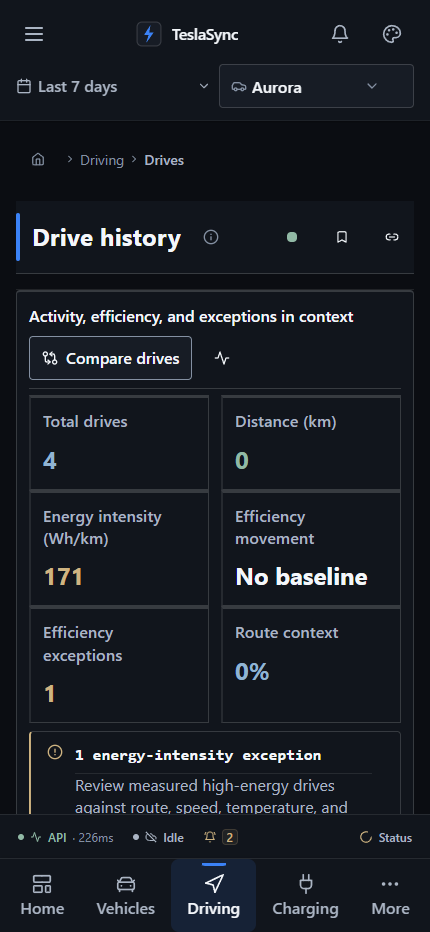 TeslaSync
Last 7 days
Aurora
Driving
Drives
Drive history
Activity, efficiency, and exceptions in context
Compare drives
Total drives
4
Distance (km)
0
Energy intensity
(Wh/km)
171
Efficiency
movement
No baseline
Efficiency
exceptions
1
Route context
0%
1 energy-intensity exception
Review measured high-energy drives
against route, speed, temperature, and
API · 226ms
Idle
2
Status
Home
Vehicles
Driving
Charging
More